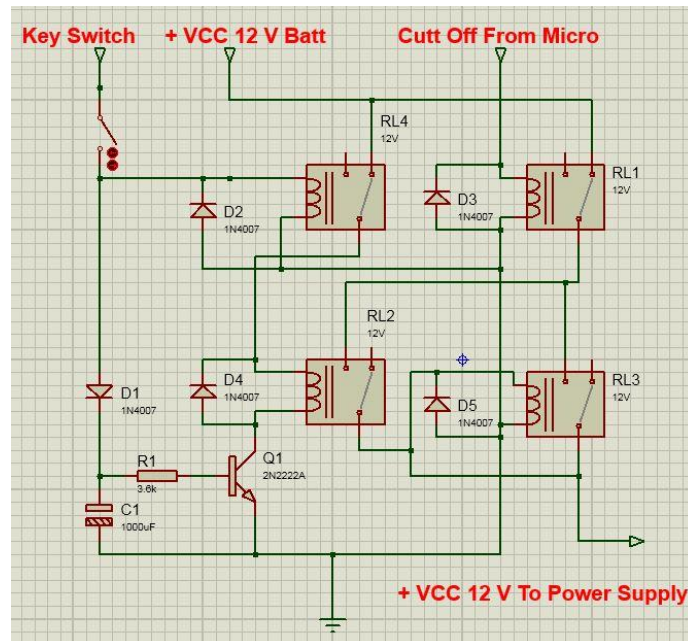 Key Switch
+ VCC 12 V Batt
Cutt Off From Micro
RL4
12V
RL1
12V
D2
1N4007
D3
1N4007
RL2
12V
RL3
12V
D1
1N4007
D4
1N4007
D5
1N4007
R1
3.6k
Q1
2N2222A
C1
1000uF
+ VCC 12 V To Power Supply